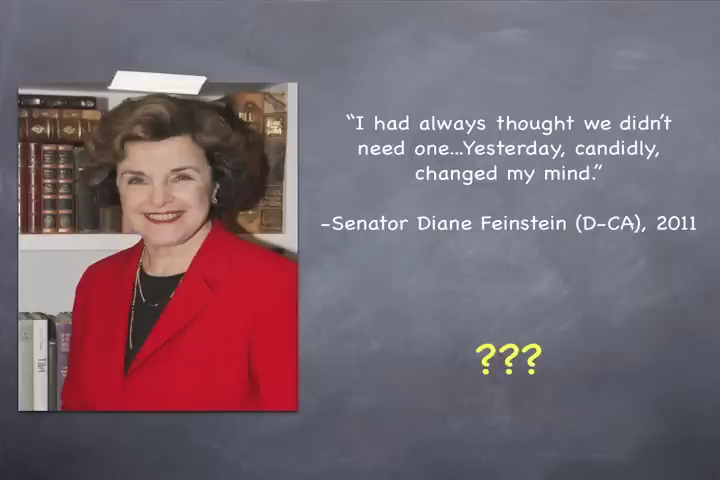 “I had always thought we didn’t
need one...Yesterday, candidly,
changed my mind.”
-Senator Diane Feinstein (D-CA), 2011
???